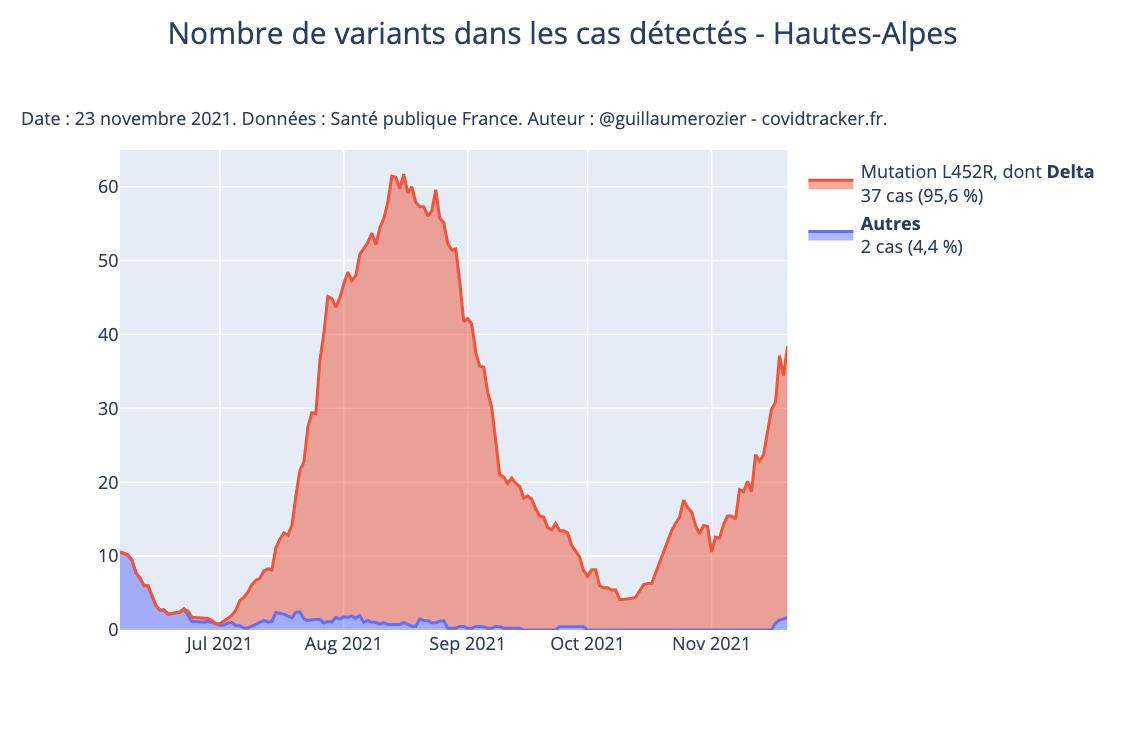 Nombre de variants dans les cas détectés - Hautes-Alpes
Date : 23 novembre 2021. Données : Santé publique France. Auteur : @guillaumerozier - covidtracker.fr.
Mutation L452R, dont Delta
37 cas (95,6 %)
Autres
2 cas (4,4 %)
60
50
40
30
20
10
0
Jul 2021
Aug 2021
Sep 2021
Oct 2021
Nov 2021